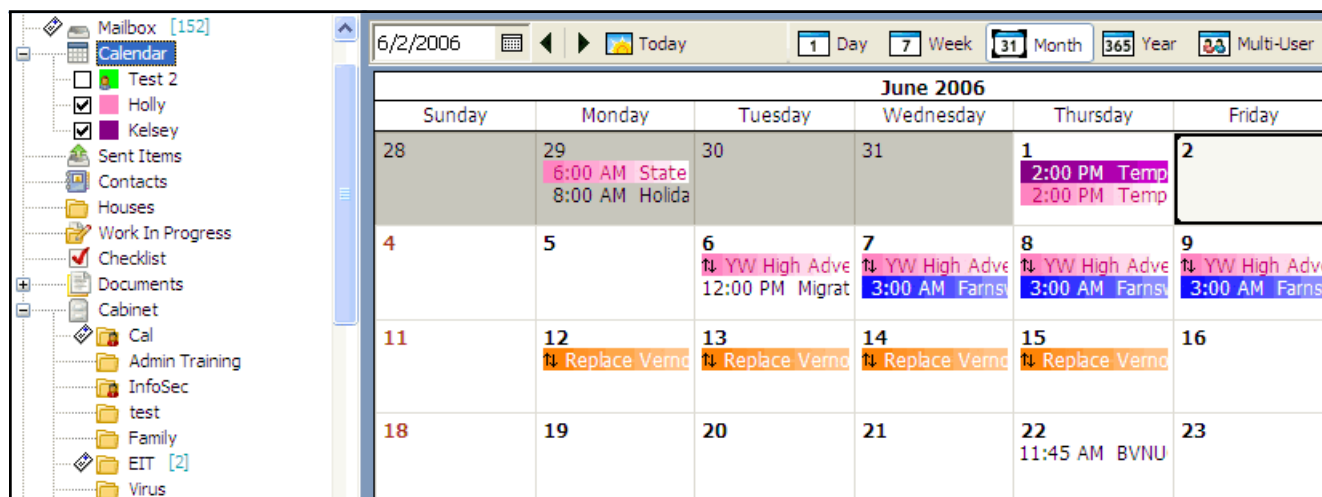 Mailbox [152]
Calendar
Test 2
Holly
Kelsey
Sent Items
Contacts
Houses
Work In Progress
Checklist
Documents
Cabinet
Cal
Admin Training
InfoSec
test
Family
EIT [2]
Virus
6/2/2006 Today 1 Day 7 Week 31 Month 365 Year Multi-User
June 2006
Sunday Monday Tuesday Wednesday Thursday Friday
28 29 30 31 1 2
6:00 AM State 2:00 PM Temp
8:00 AM Holida 2:00 PM Temp
4 5 6 7 8 9
YW High Adve YW High Adve YW High Adve YW High Adv
12:00 PM Migrat 3:00 AM Farnsv 3:00 AM Farnsv 3:00 AM Farns
11 12 13 14 15 16
Replace Verno Replace Verno Replace Verno Replace Verno
18 19 20 21 22 23
11:45 AM BVNU